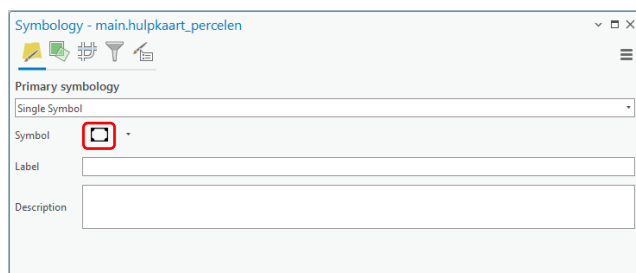 Symbology - main.hulpkaart_percelen
Primary symbology
Single Symbol
Symbol
Label
Description